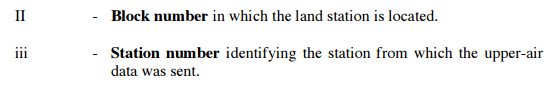 II - Block number in which the land station is located.
iii - Station number identifying the station from which the upper-air
data was sent.